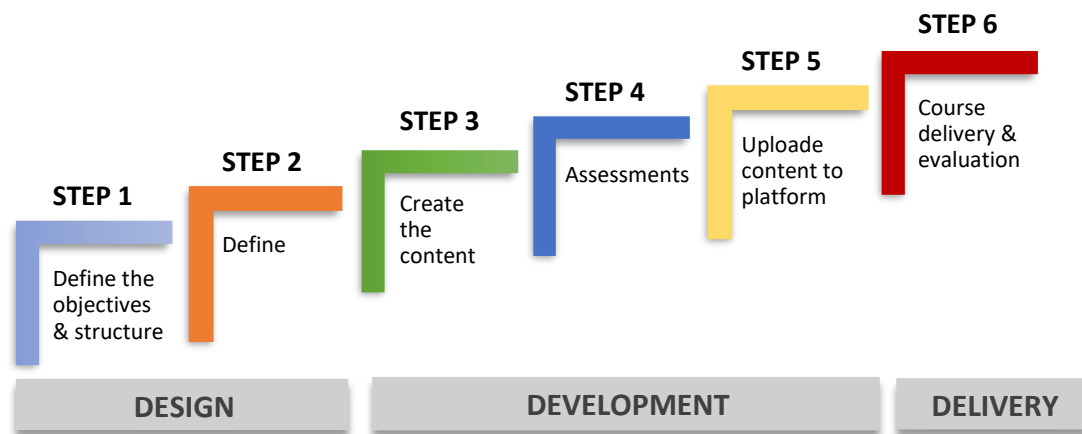 STEP 1
Define the
objectives
& structure
STEP 2
Define
STEP 3
Create
the
content
STEP 4
Assessments
STEP 5
Uploade
content to
platform
STEP 6
Course
delivery &
evaluation
DESIGN
DEVELOPMENT
DELIVERY